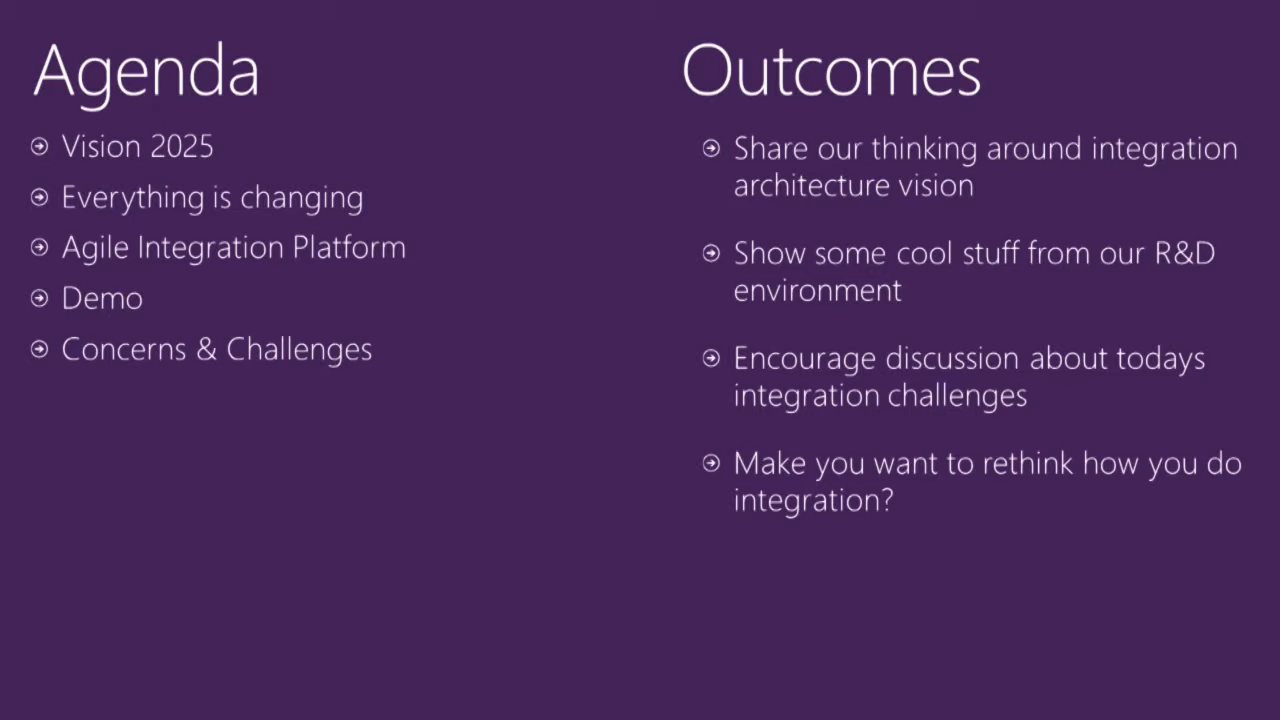 Agenda
Vision 2025
Everything is changing
Agile Integration Platform
Demo
Concerns & Challenges
Outcomes
Share our thinking around integration
architecture vision
Show some cool stuff from our R&D
environment
Encourage discussion about todays
integration challenges
Make you want to rethink how you do
integration?